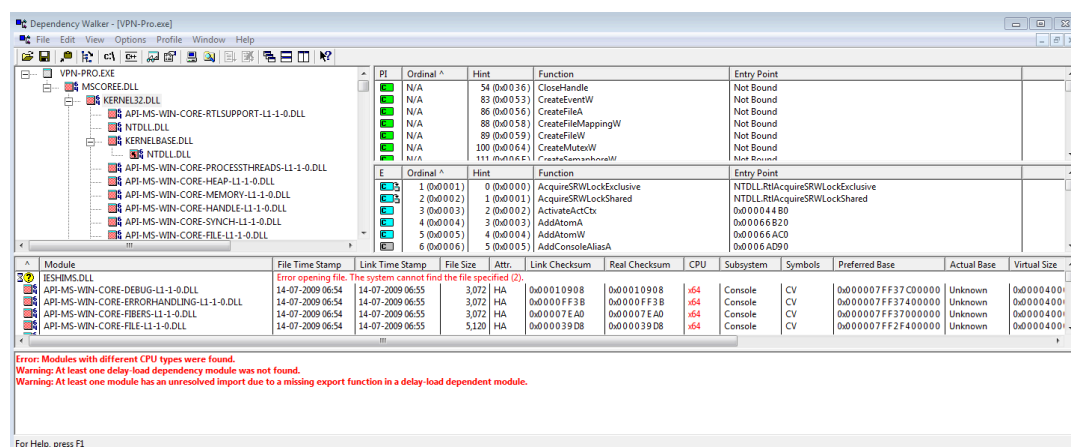 Dependency Walker - [VPN-Pro.exe]
File Edit View Options Profile Window Help
c:\ C++
VPN-PRO.EXE
MSCOREE.DLL
KERNEL32.DLL
API-MS-WIN-CORE-RTLSUPPORT-L1-1-0.DLL
NTDLL.DLL
KERNELBASE.DLL
NTDLL.DLL
API-MS-WIN-CORE-PROCESSTHREADS-L1-1-0.DLL
API-MS-WIN-CORE-HEAP-L1-1-0.DLL
API-MS-WIN-CORE-MEMORY-L1-1-0.DLL
API-MS-WIN-CORE-HANDLE-L1-1-0.DLL
API-MS-WIN-CORE-SYNCH-L1-1-0.DLL
API-MS-WIN-CORE-FILE-L1-1-0.DLL
PI Ordinal ^ Hint Function Entry Point
C N/A 54 (0x0036) CloseHandle Not Bound
C N/A 83 (0x0053) CreateEventW Not Bound
C N/A 86 (0x0056) CreateFileA Not Bound
C N/A 88 (0x0058) CreateFileMappingW Not Bound
C N/A 89 (0x0059) CreateFileW Not Bound
C N/A 100 (0x0064) CreateMutexW Not Bound
C N/A 111 (0x006F) CreateSemaphoreW Not Bound
E Ordinal ^ Hint Function Entry Point
C 1 (0x0001) 0 (0x0000) AcquireSRWLockExclusive NTDLL.RtlAcquireSRWLockExclusive
C 2 (0x0002) 1 (0x0001) AcquireSRWLockShared NTDLL.RtlAcquireSRWLockShared
C 3 (0x0003) 2 (0x0002) ActivateActCtx 0x000044B0
C 4 (0x0004) 3 (0x0003) AddAtomA 0x00066B20
C 5 (0x0005) 4 (0x0004) AddAtomW 0x00066AC0
C 6 (0x0006) 5 (0x0005) AddConsoleAliasA 0x0006AD90
^ Module File Time Stamp Link Time Stamp File Size Attr. Link Checksum Real Checksum CPU Subsystem Symbols Preferred Base Actual Base Virtual Size
IESHIMS.DLL Error opening file. The system cannot find the file specified (2).
API-MS-WIN-CORE-DEBUG-L1-1-0.DLL 14-07-2009 06:54 14-07-2009 06:55 3,072 HA 0x00010908 0x00010908 x64 Console CV 0x000007FF37C00000 Unknown 0x0000400
API-MS-WIN-CORE-ERRORHANDLING-L1-1-0.DLL 14-07-2009 06:54 14-07-2009 06:55 3,072 HA 0x0000FF3B 0x0000FF3B x64 Console CV 0x000007FF37400000 Unknown 0x0000400
API-MS-WIN-CORE-FIBERS-L1-1-0.DLL 14-07-2009 06:54 14-07-2009 06:55 3,072 HA 0x00007EA0 0x00007EA0 x64 Console CV 0x000007FF37000000 Unknown 0x0000400
API-MS-WIN-CORE-FILE-L1-1-0.DLL 14-07-2009 06:54 14-07-2009 06:55 5,120 HA 0x000039D8 0x000039D8 x64 Console CV 0x000007FF2F400000 Unknown 0x0000400
Error: Modules with different CPU types were found.
Warning: At least one delay-load dependency module was not found.
Warning: At least one module has an unresolved import due to a missing export function in a delay-load dependent module.
For Help, press F1